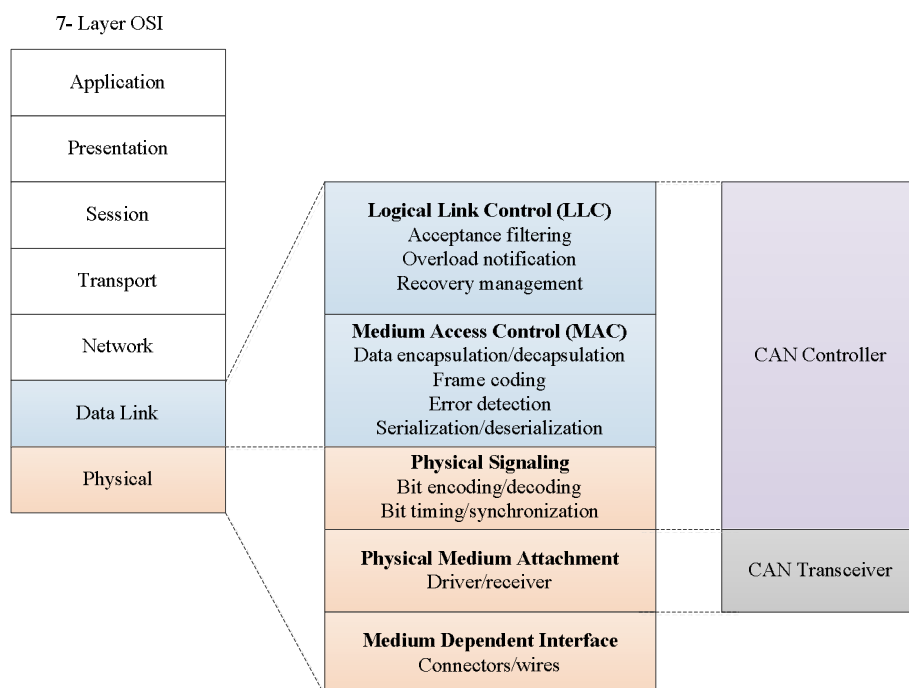 7- Layer OSI
Application
Presentation
Session
Transport
Network
Data Link
Physical
Logical Link Control (LLC)
Acceptance filtering
Overload notification
Recovery management
Medium Access Control (MAC)
Data encapsulation/decapsulation
Frame coding
Error detection
Serialization/deserialization
Physical Signaling
Bit encoding/decoding
Bit timing/synchronization
Physical Medium Attachment
Driver/receiver
Medium Dependent Interface
Connectors/wires
CAN Controller
CAN Transceiver